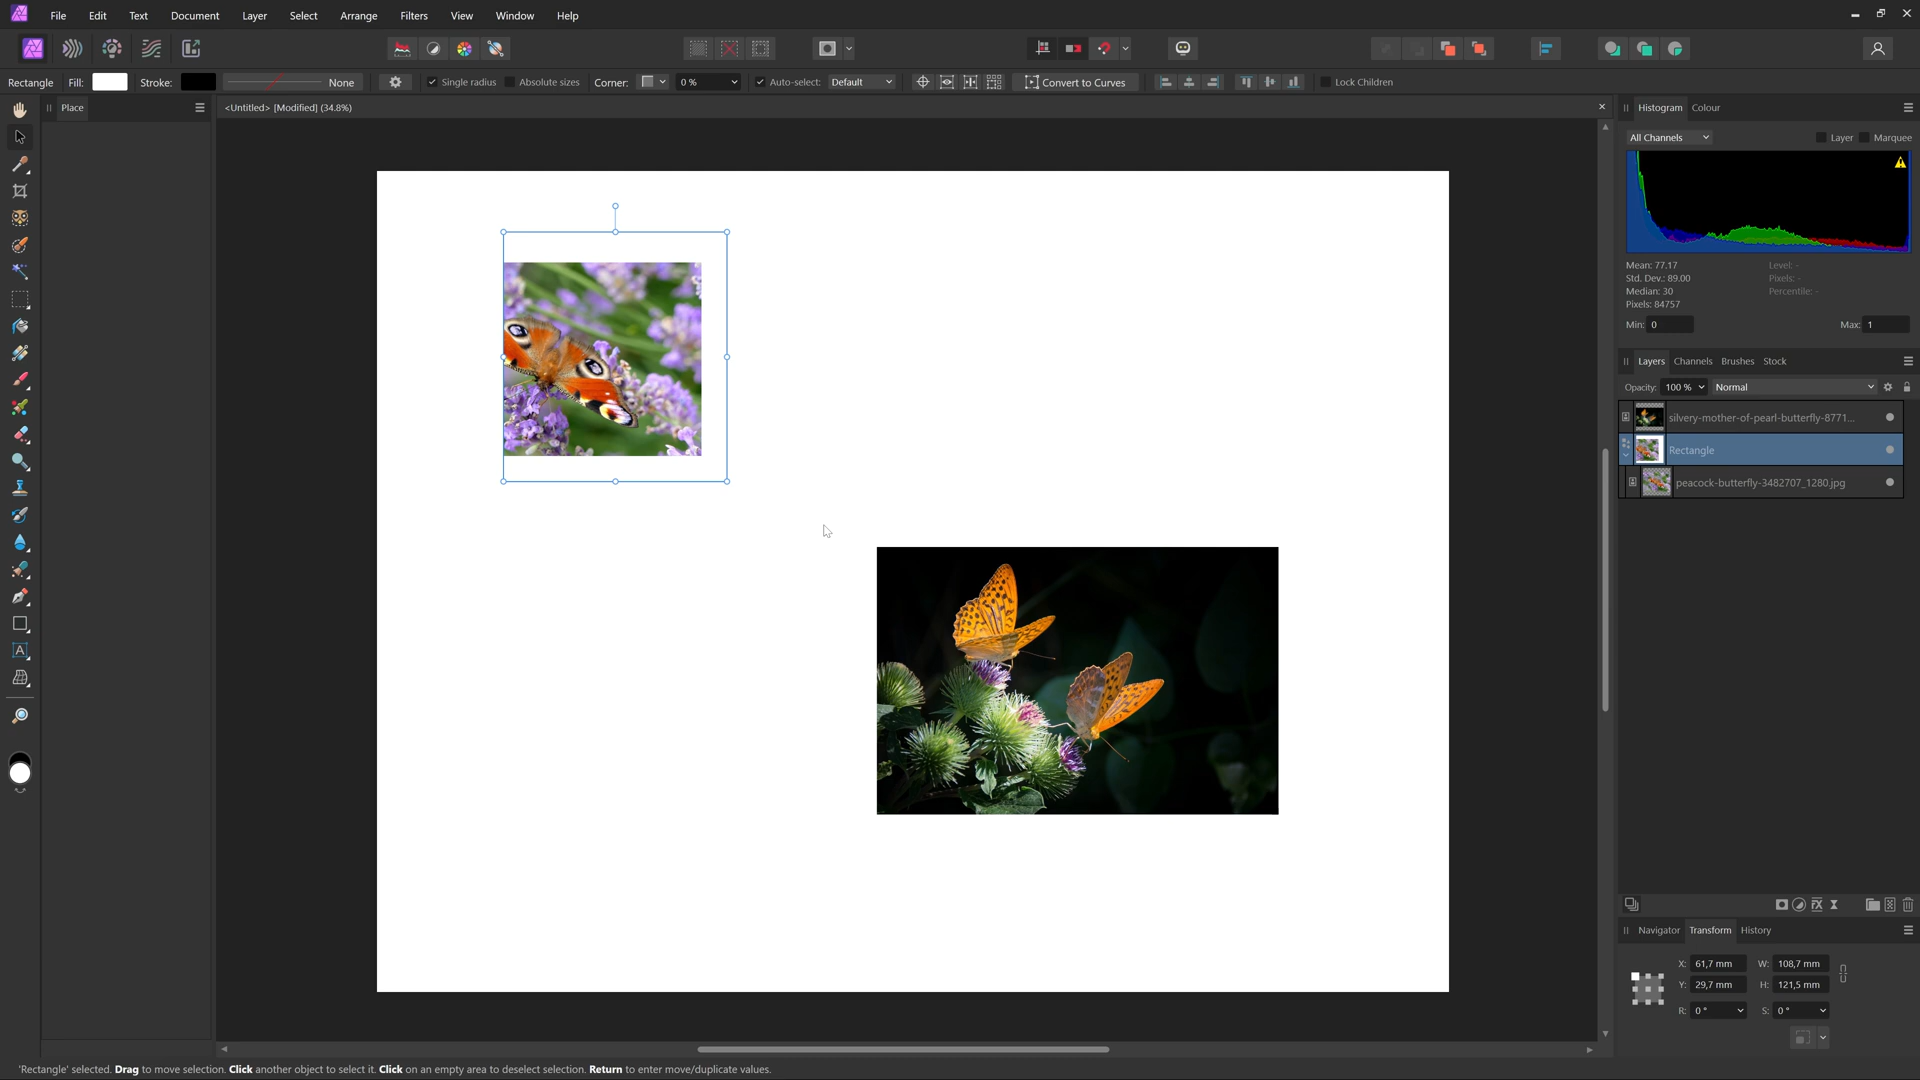 File Edit Text Document Layer Select Arrange Filters View Window Help
Rectangle Fill: Stroke: None Single radius Absolute sizes Corner: 0 % Auto-select: Default Convert to Curves Lock Children
Place
<Untitled> [Modified] (34.8%)
Histogram Colour
All Channels Layer Marquee
Mean: 77.17 Level: -
Std. Dev.: 89.00 Pixels: -
Median: 30 Percentile: -
Pixels: 84757
Min: 0 Max: 1
Layers Channels Brushes Stock
Opacity: 100 % Normal
silvery-mother-of-pearl-butterfly-8771...
Rectangle
peacock-butterfly-3482707_1280.jpg
Navigator Transform History
X: 61,7 mm W: 108,7 mm
Y: 29,7 mm H: 121,5 mm
R: 0 ° S: 0 °
'Rectangle' selected. Drag to move selection. Click another object to select it. Click on an empty area to deselect selection. Return to enter move/duplicate values.